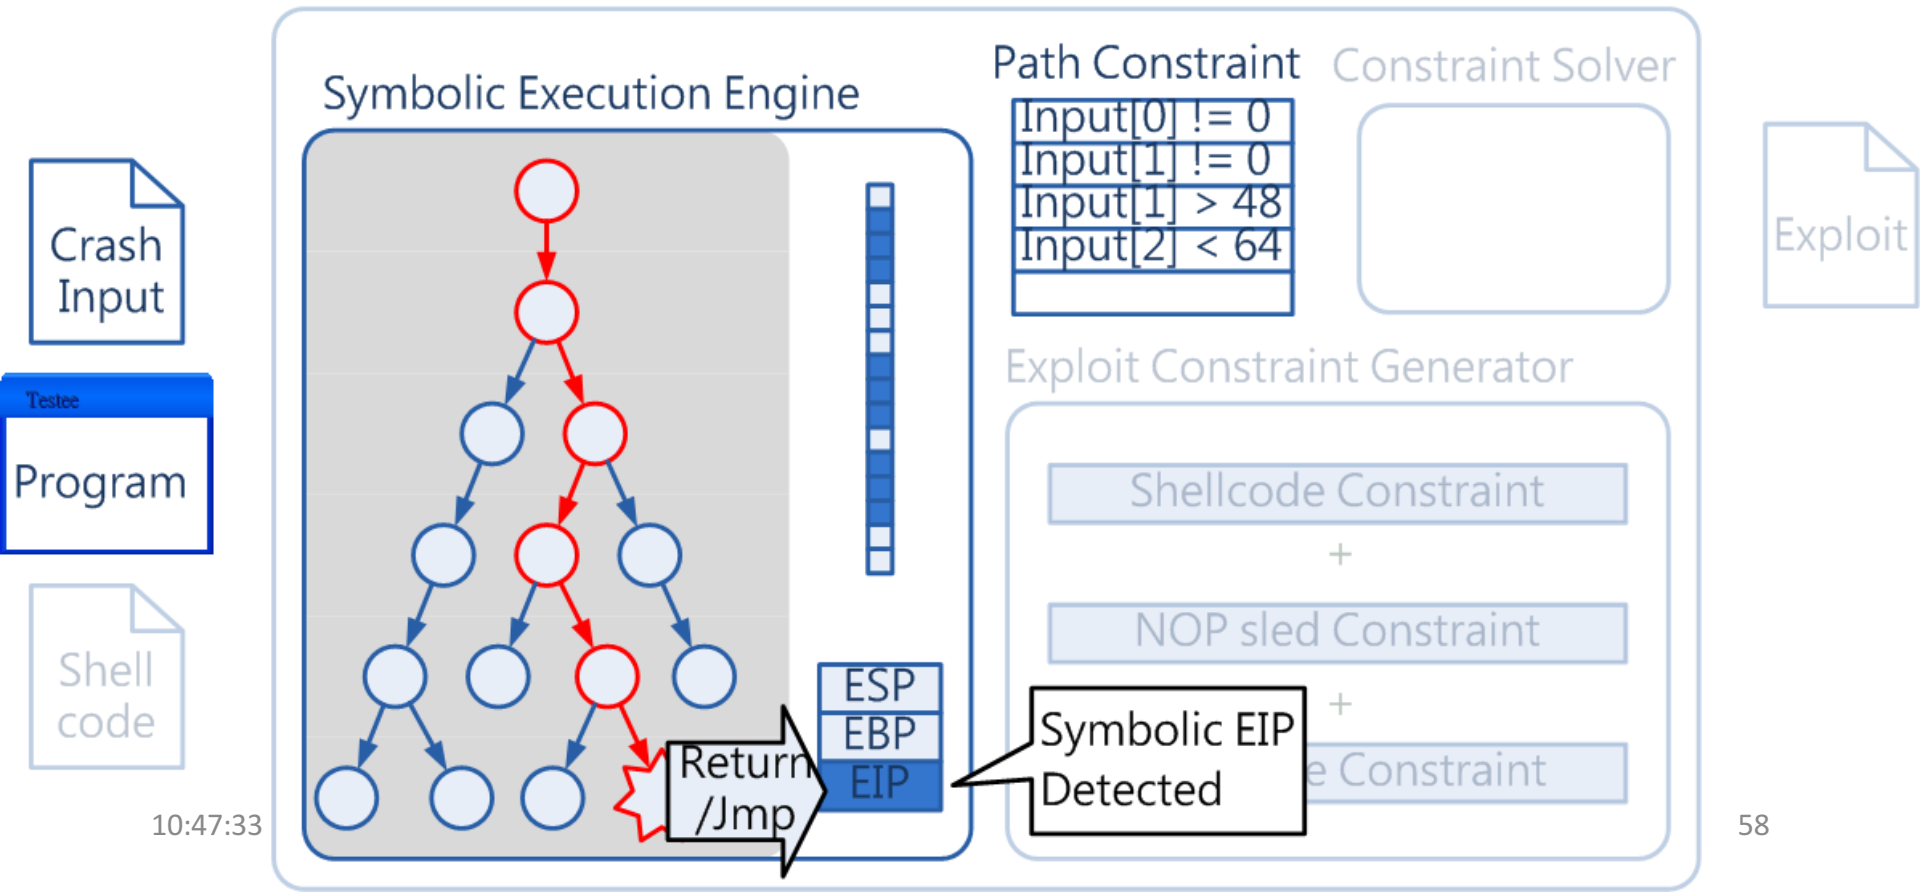 Symbolic Execution Engine
Path Constraint
Constraint Solver
Input[0] != 0
Input[1] != 0
Input[1] > 48
Input[2] < 64
Crash
Input
Exploit
Testee
Program
Exploit Constraint Generator
Shellcode Constraint
+
NOP sled Constraint
+
e Constraint
Shell
code
ESP
EBP
EIP
Return
/Jmp
Symbolic EIP
Detected
10:47:33
58